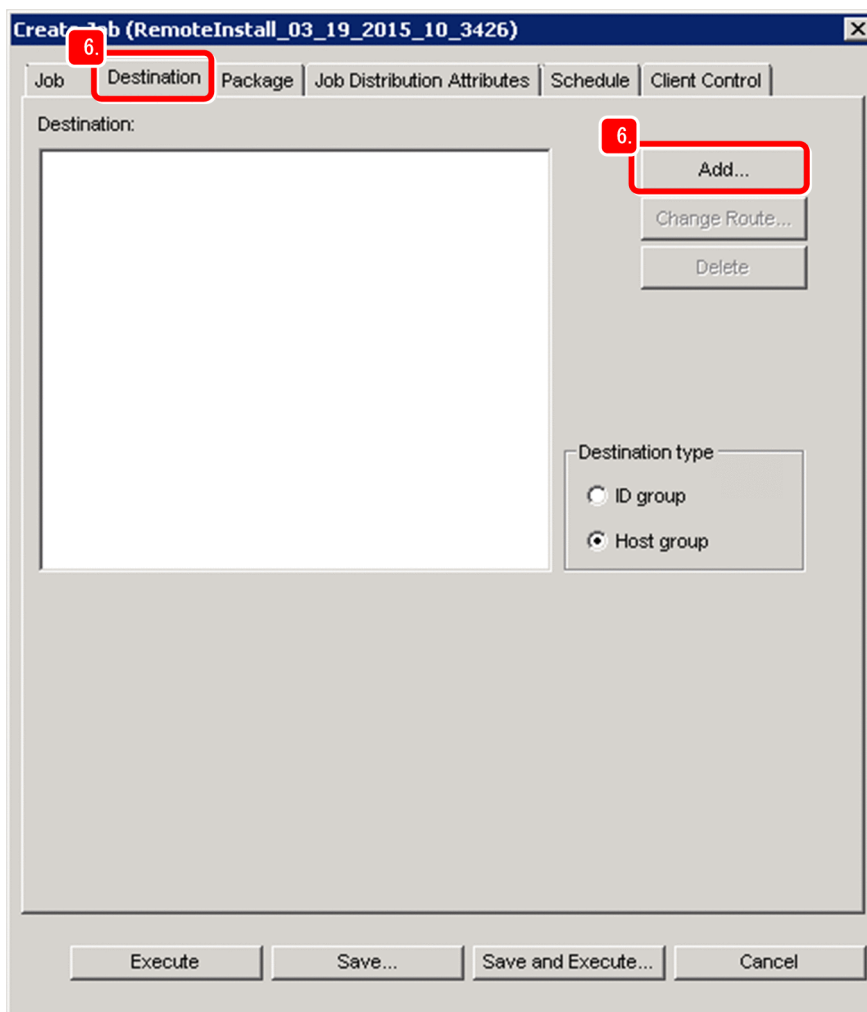 Create Job (RemoteInstall_03_19_2015_10_3426)
6.
Job Destination Package Job Distribution Attributes Schedule Client Control
Destination:
6.
Add...
Change Route...
Delete
Destination type
ID group
Host group
Execute Save... Save and Execute... Cancel